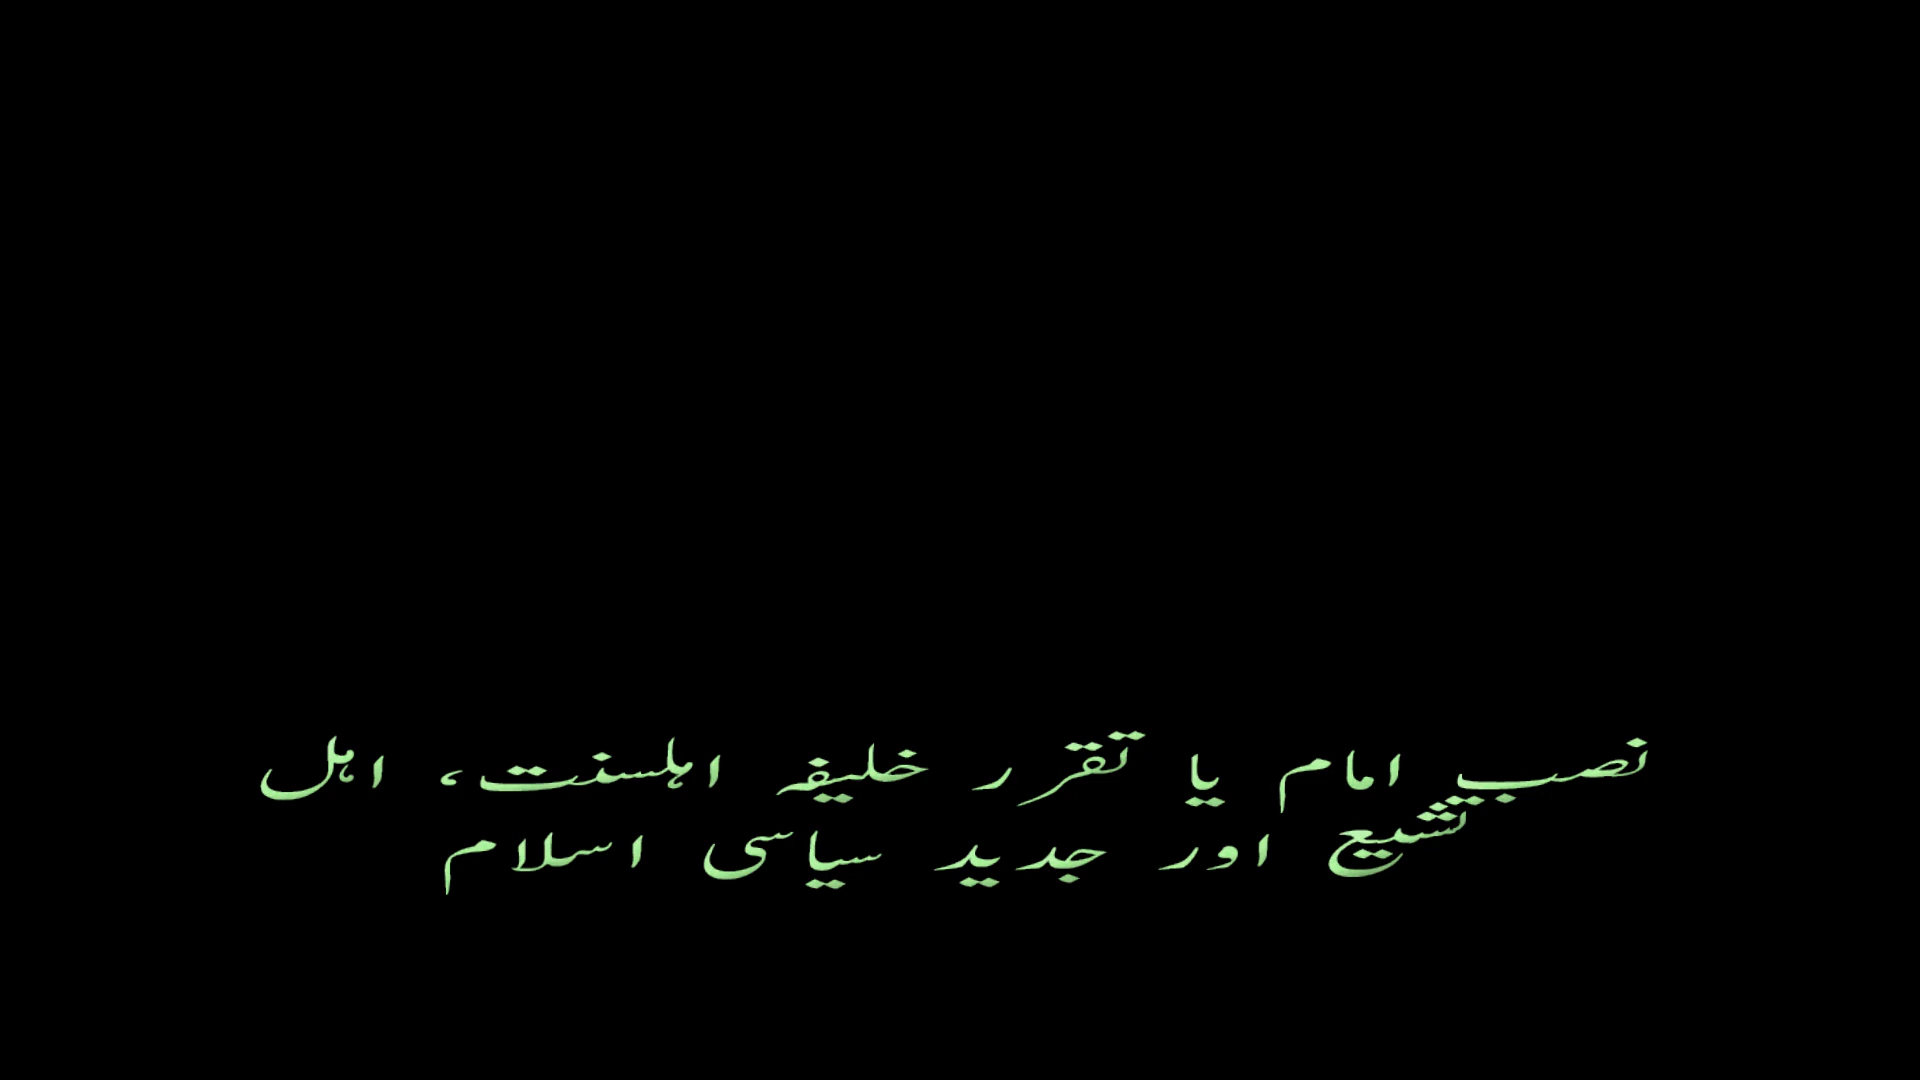 نصب امام یا تقرر خلیفہ اہلسنت، اہل
تشیع اور جدید سیاسی اسلام